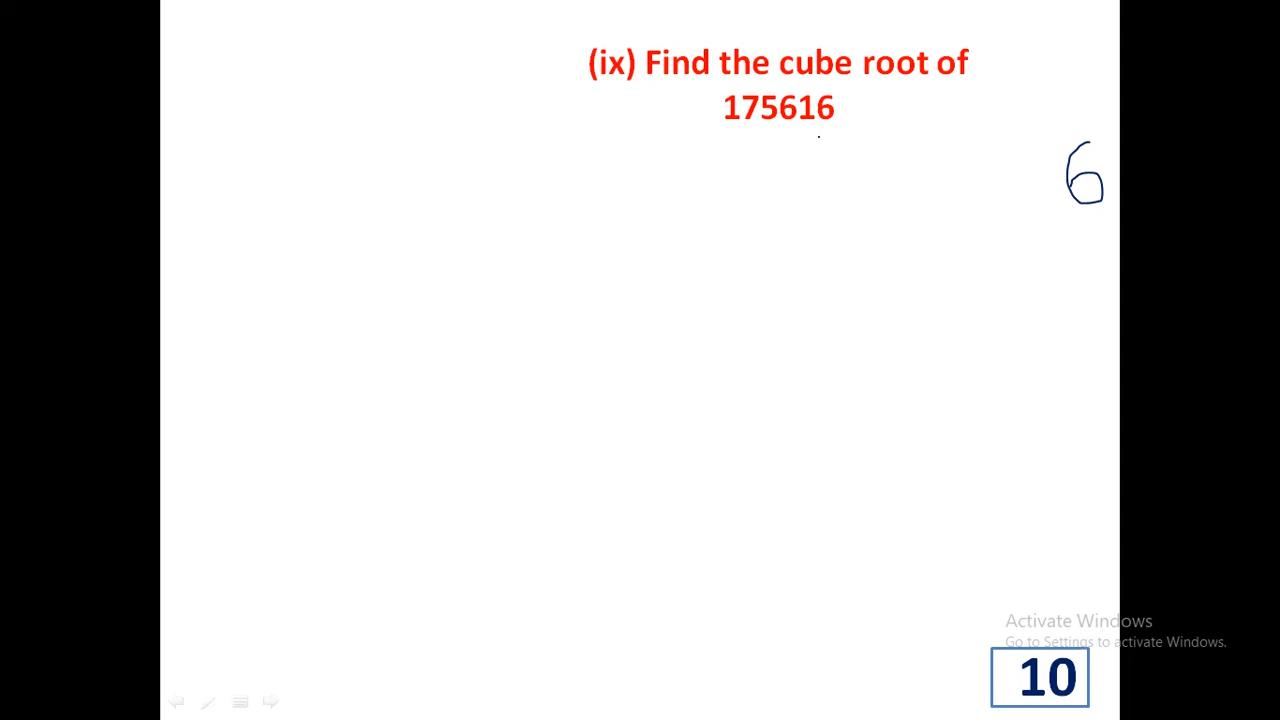 (ix) Find the cube root of
175616
6
Activate Windows
Go to Settings to activate Windows.
10